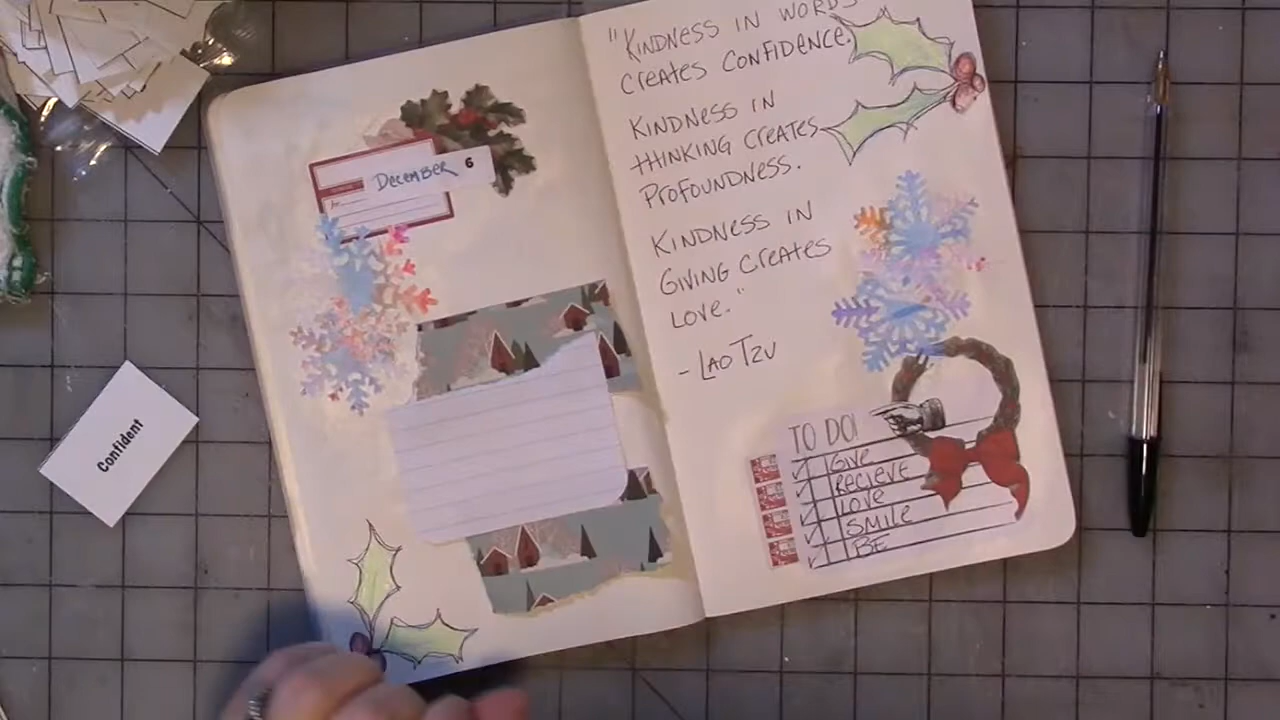 December 6
"KINDNESS IN WORDS
CREATES CONFIDENCE.
KINDNESS IN
THINKING CREATES
PROFOUNDNESS.
KINDNESS IN
GIVING CREATES
LOVE."
- LAO TZU
TO DO!
GIVE
RECIEVE
LOVE
SMILE
BE
Confident